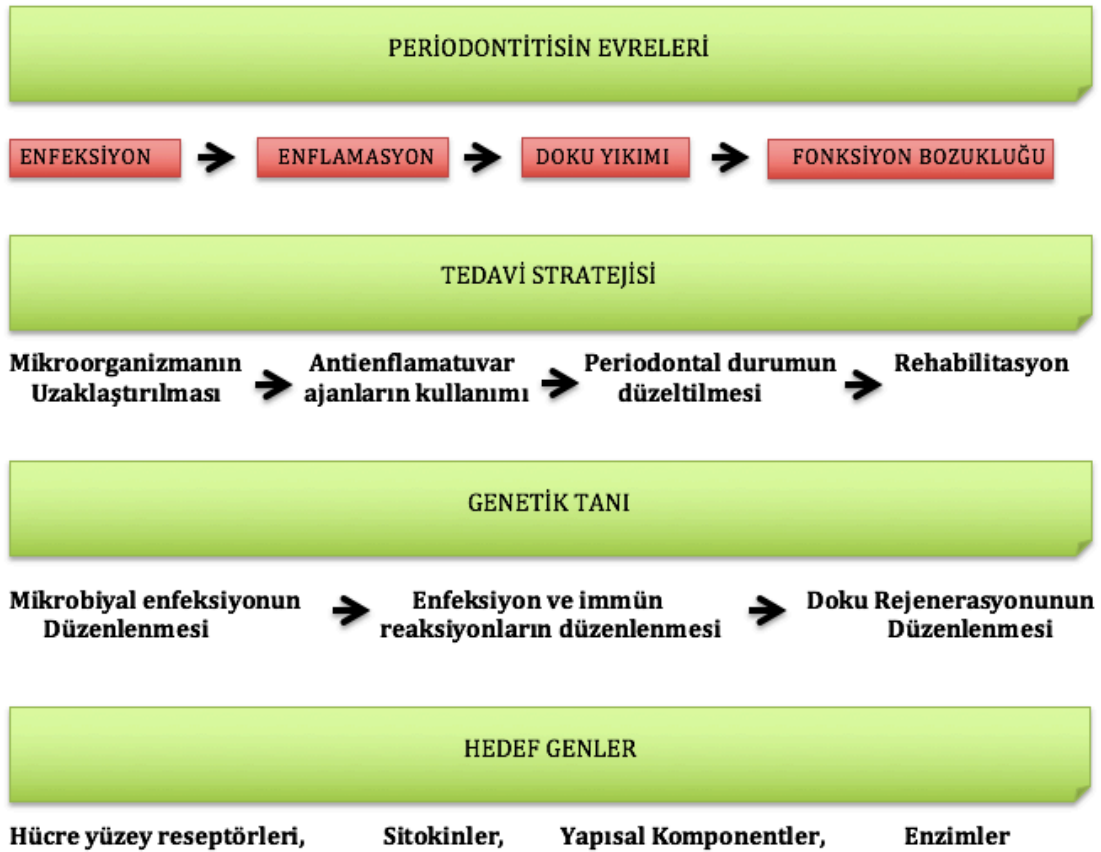 PERİODONTİTİSİN EVRELERİ
ENFEKSİYON ENFLAMASYON DOKU YIKIMI FONKSİYON BOZUKLUĞU
TEDAVİ STRATEJİSİ
Mikroorganizmanın Antienflamatuvar Periodontal durumun Rehabilitasyon
Uzaklaştırılması ajanların kullanımı düzeltilmesi
GENETİK TANI
Mikrobiyal enfeksiyonun Enfeksiyon ve immün Doku Rejenerasyonunun
Düzenlenmesi reaksiyonların düzenlenmesi Düzenlenmesi
HEDEF GENLER
Hücre yüzey reseptörleri, Sitokinler, Yapısal Komponentler, Enzimler